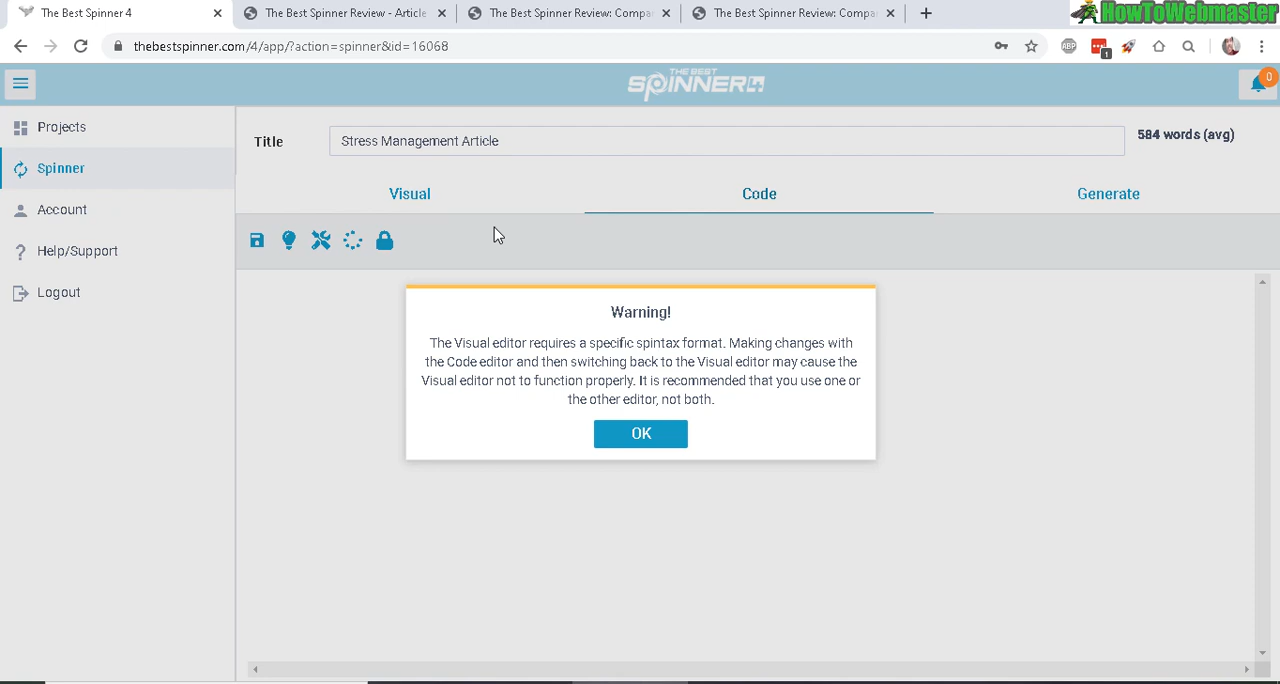 The Best Spinner 4
The Best Spinner Review - Article
The Best Spinner Review: Compa
The Best Spinner Review: Compa
HowToWebmaster
thebestspinner.com/4/app/?action=spinner&id=16068
ABP
1
THE BEST
SPINNER4
0
Projects
Spinner
Account
Help/Support
Logout
Title
Stress Management Article
584 words (avg)
Visual
Code
Generate
Warning!
The Visual editor requires a specific spintax format. Making changes with
the Code editor and then switching back to the Visual editor may cause the
Visual editor not to function properly. It is recommended that you use one or
the other editor, not both.
OK